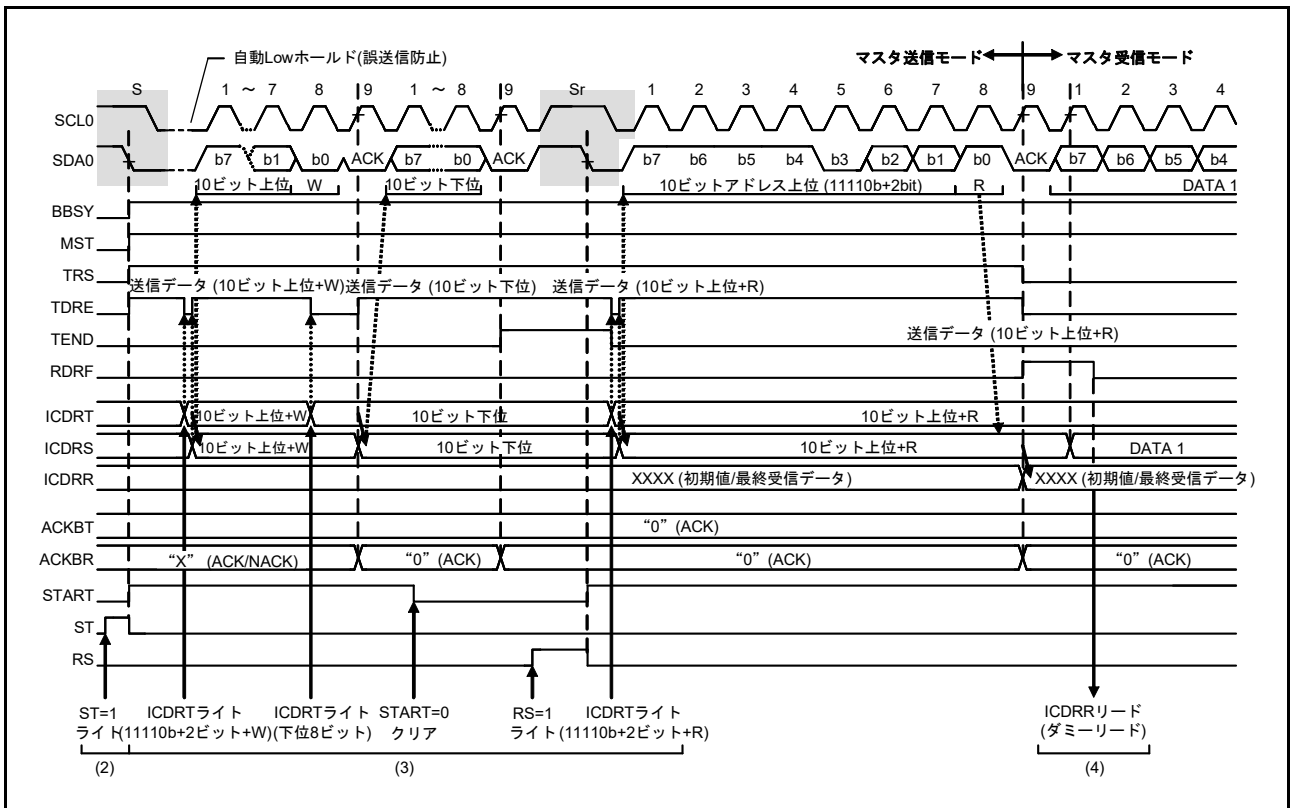 自動Lowホールド(誤送信防止)
マスタ送信モード マスタ受信モード
S 1 ～ 7 8 9 1 ～ 8 9 Sr 1 2 3 4 5 6 7 8 9 1 2 3 4
SCL0
SDA0 b7 b1 b0 ACK b7 b0 ACK b7 b6 b5 b4 b3 b2 b1 b0 ACK b7 b6 b5 b4
10ビット上位 W 10ビット下位 10ビットアドレス上位 (11110b+2bit) R DATA 1
BBSY
MST
TRS
送信データ (10ビット上位+W) 送信データ (10ビット下位) 送信データ (10ビット上位+R)
TDRE
TEND 送信データ (10ビット上位+R)
RDRF
ICDRT 10ビット上位+W 10ビット下位 10ビット上位+R
ICDRS 10ビット上位+W 10ビット下位 10ビット上位+R DATA 1
ICDRR XXXX (初期値/最終受信データ) XXXX (初期値/最終受信データ)
ACKBT “0” (ACK)
ACKBR “X” (ACK/NACK) “0” (ACK) “0” (ACK) “0” (ACK)
START
ST
RS
ST=1 ICDRTライト ICDRTライト START=0 RS=1 ICDRTライト ICDRRリード
ライト (11110b+2ビット+W) (下位8ビット) クリア ライト (11110b+2ビット+R) (ダミーリード)
(2) (3) (4)